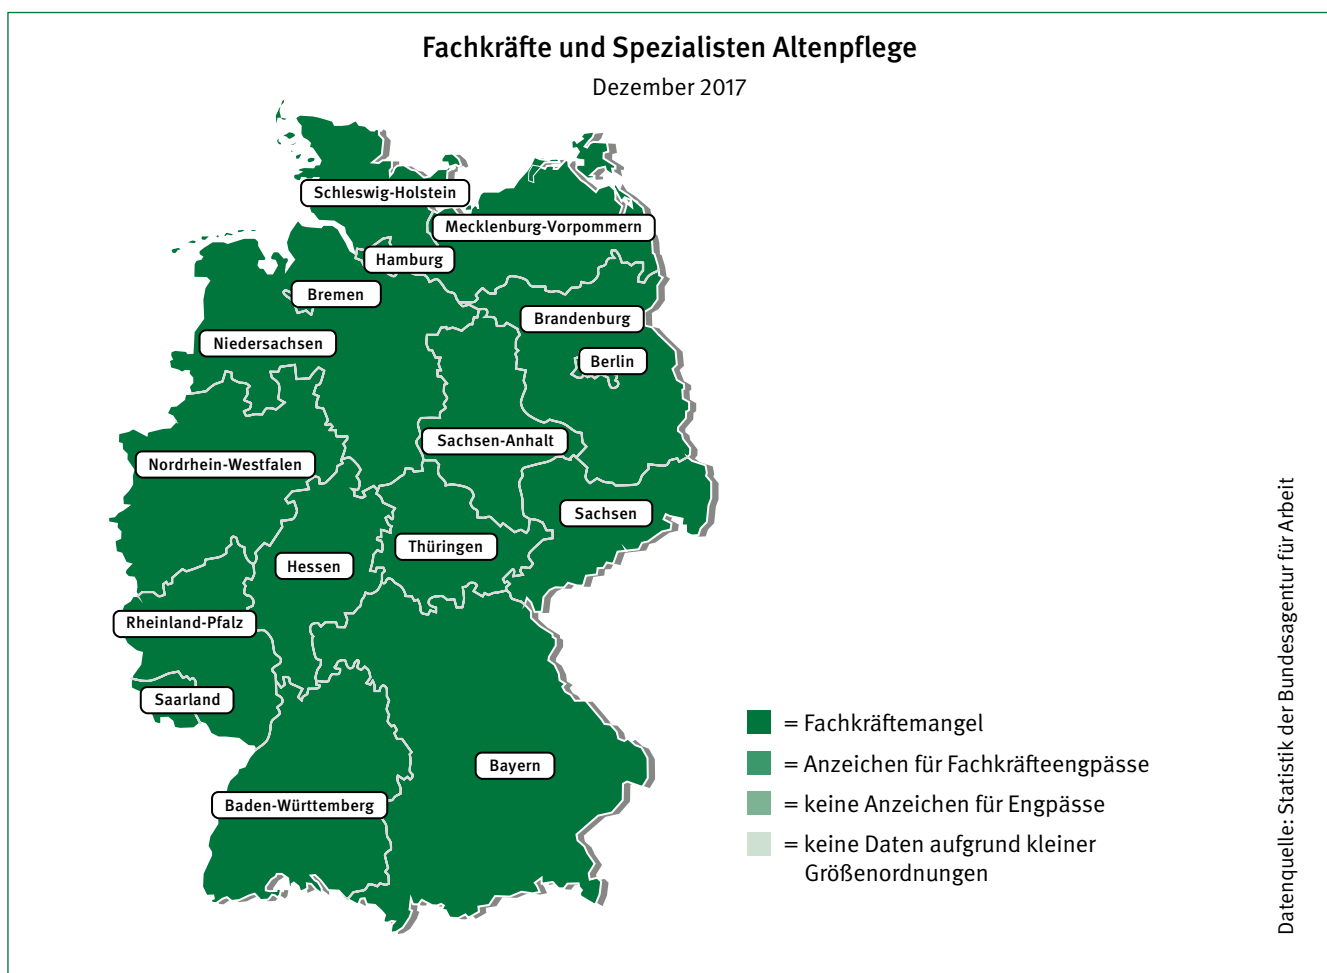 Fachkräfte und Spezialisten Altenpflege
Dezember 2017
Schleswig-Holstein
Mecklenburg-Vorpommern
Hamburg
Bremen
Brandenburg
Niedersachsen
Berlin
Sachsen-Anhalt
Nordrhein-Westfalen
Sachsen
Thüringen
Hessen
Rheinland-Pfalz
Saarland
Bayern
Baden-Württemberg
= Fachkräftemangel
= Anzeichen für Fachkräfteengpässe
= keine Anzeichen für Engpässe
= keine Daten aufgrund kleiner
Größenordnungen
Datenquelle: Statistik der Bundesagentur für Arbeit